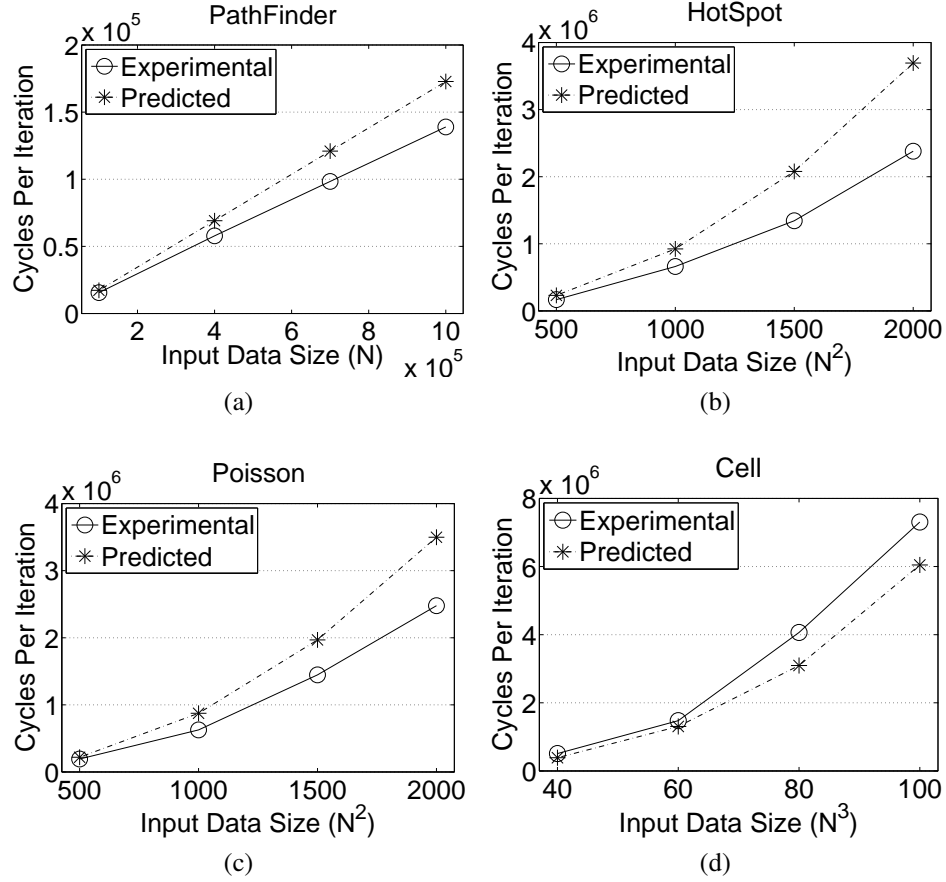 PathFinder
x 10^5
2
1.5
1
0.5
0
Cycles Per Iteration
Experimental
Predicted
2 4 6 8 10
Input Data Size (N)
x 10^5
(a)
HotSpot
x 10^6
4
3
2
1
0
Cycles Per Iteration
Experimental
Predicted
500 1000 1500 2000
Input Data Size (N^2)
(b)
Poisson
x 10^6
4
3
2
1
0
Cycles Per Iteration
Experimental
Predicted
500 1000 1500 2000
Input Data Size (N^2)
(c)
Cell
x 10^6
8
6
4
2
0
Cycles Per Iteration
Experimental
Predicted
40 60 80 100
Input Data Size (N^3)
(d)